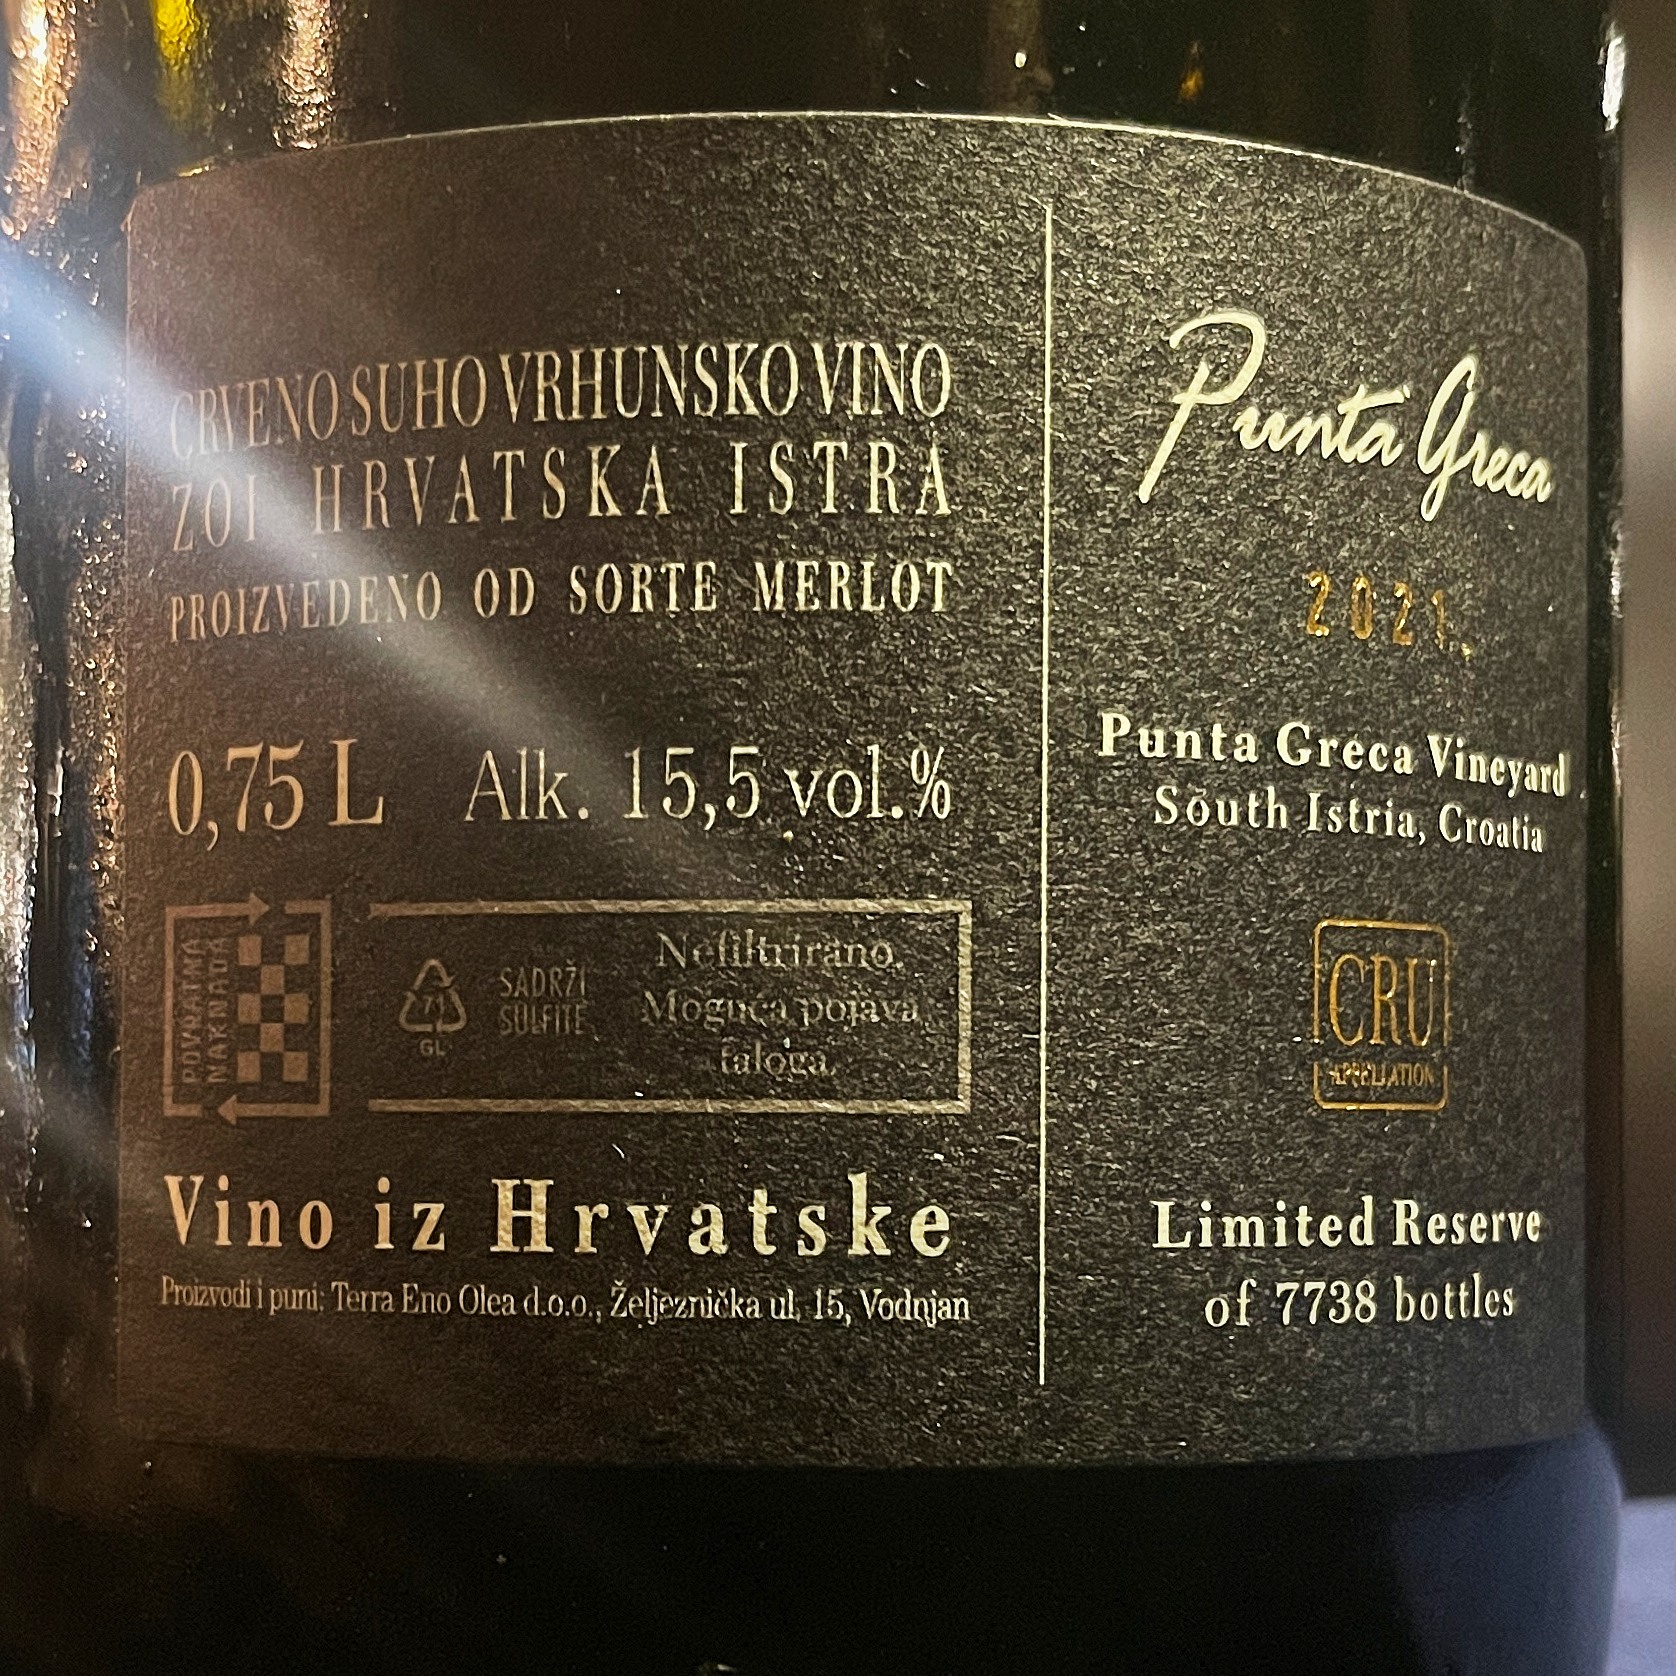 CRVENO SUHO VRHUNSKO VINO
ZOI HRVATSKA ISTRA
PROIZVEDENO OD SORTE MERLOT
0,75 L Alk. 15,5 vol.%
POVRATNA
NAKNADA
71
GL
SADRŽI
SULFITE
Nefiltrirano.
Moguća pojava
taloga.
Vino iz Hrvatske
Proizvodi i puni: Terra Eno Olea d.o.o., Željeznička ul. 15, Vodnjan
Punta Greca
2021.
Punta Greca Vineyard
South Istria, Croatia
CRU
APPELLATION
Limited Reserve
of 7738 bottles